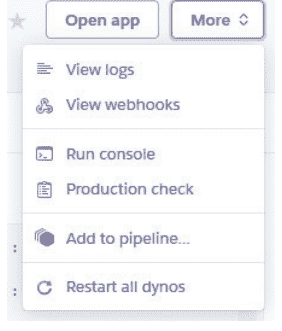 Open app
More
View logs
View webhooks
Run console
Production check
Add to pipeline...
Restart all dynos